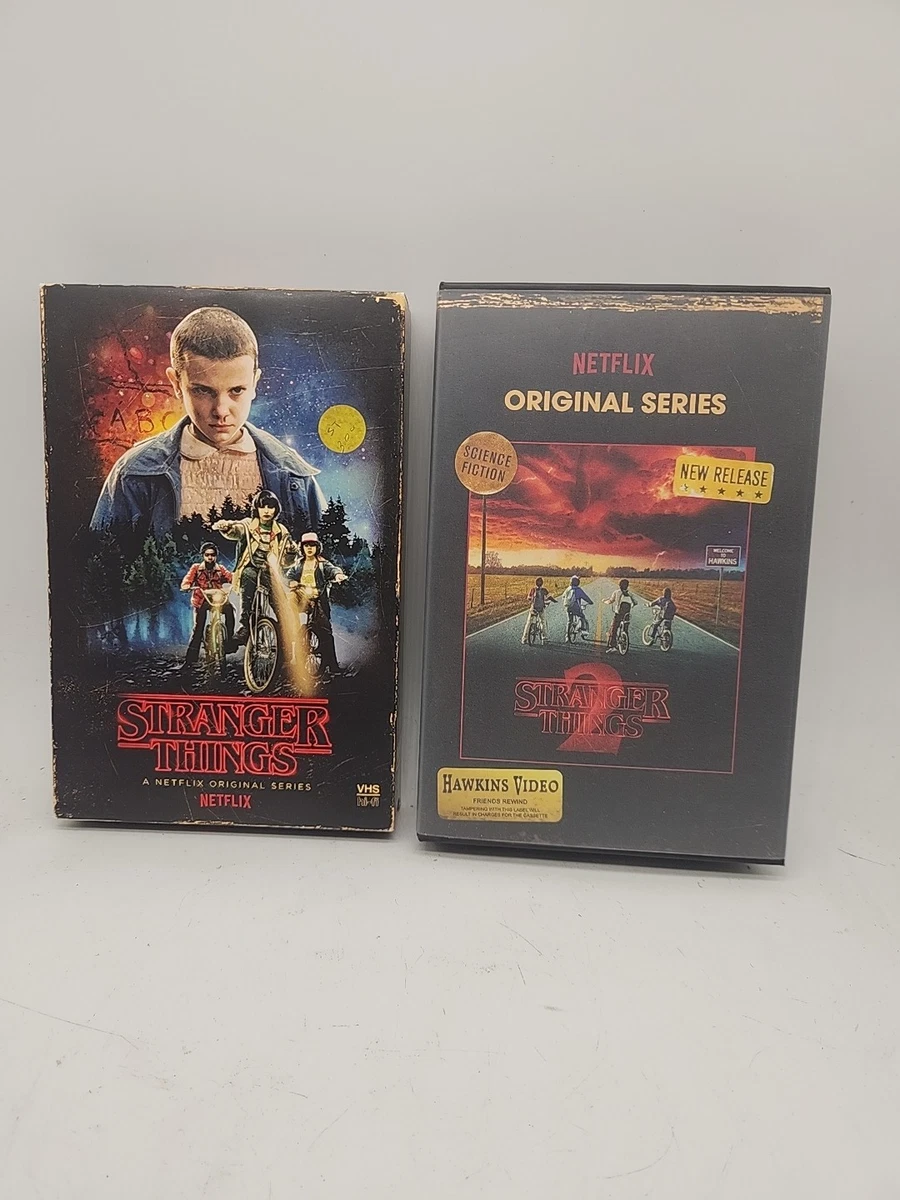 ABC
STRANGER
THINGS
A NETFLIX ORIGINAL SERIES
NETFLIX
VHS
NETFLIX
ORIGINAL SERIES
SCIENCE
FICTION
NEW RELEASE
WELCOME
TO
HAWKINS
2
STRANGER
THINGS
HAWKINS VIDEO
FRIENDS REWIND
TAMPERING WITH THIS LABEL WILL
RESULT IN CHARGES FOR THE CASSETTE